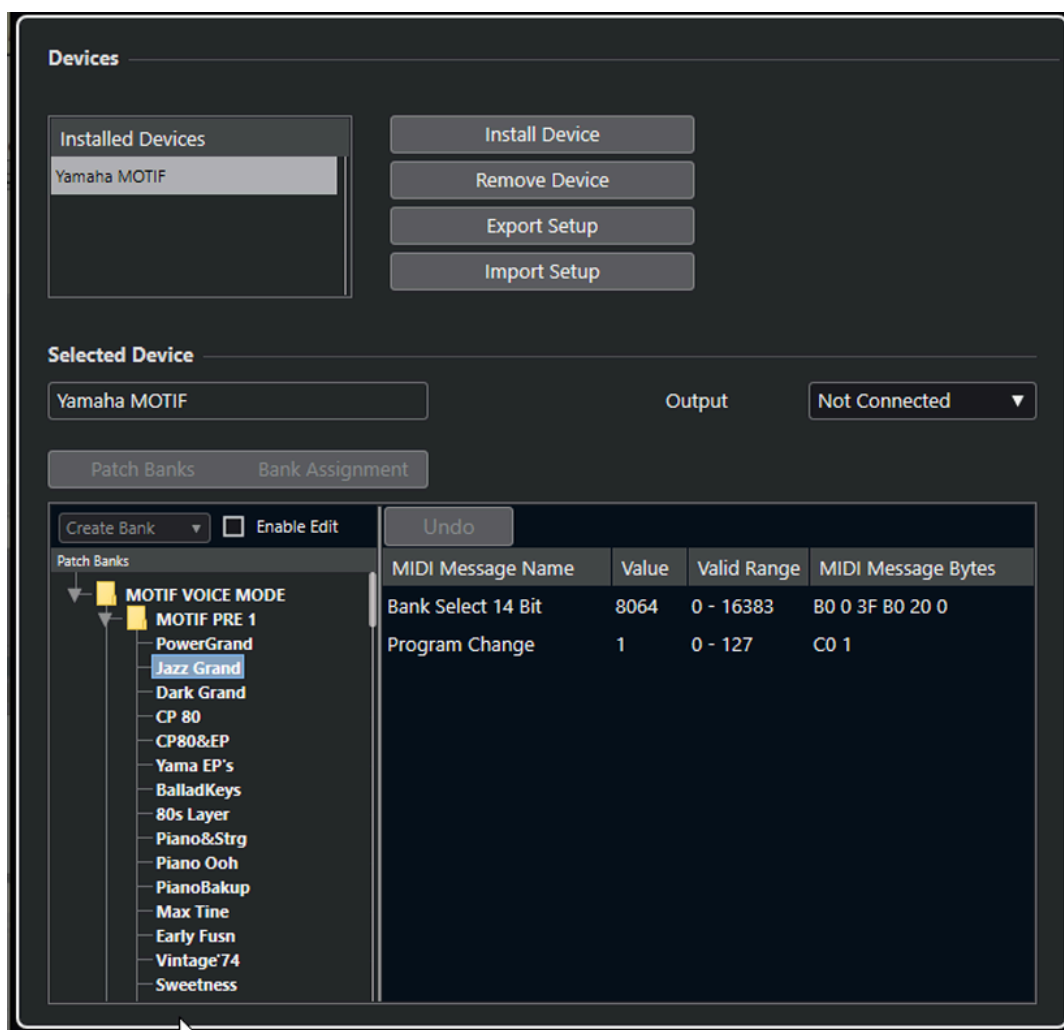 Devices
Installed Devices
Yamaha MOTIF
Install Device
Remove Device
Export Setup
Import Setup
Selected Device
Yamaha MOTIF
Output
Not Connected
Patch Banks
Bank Assignment
Create Bank
Enable Edit
Undo
Patch Banks
MOTIF VOICE MODE
MOTIF PRE 1
PowerGrand
Jazz Grand
Dark Grand
CP 80
CP80&EP
Yama EP's
BalladKeys
80s Layer
Piano&Strg
Piano Ooh
PianoBakup
Max Tine
Early Fusn
Vintage'74
Sweetness
MIDI Message Name Value Valid Range MIDI Message Bytes
Bank Select 14 Bit 8064 0 - 16383 B0 0 3F B0 20 0
Program Change 1 0 - 127 C0 1